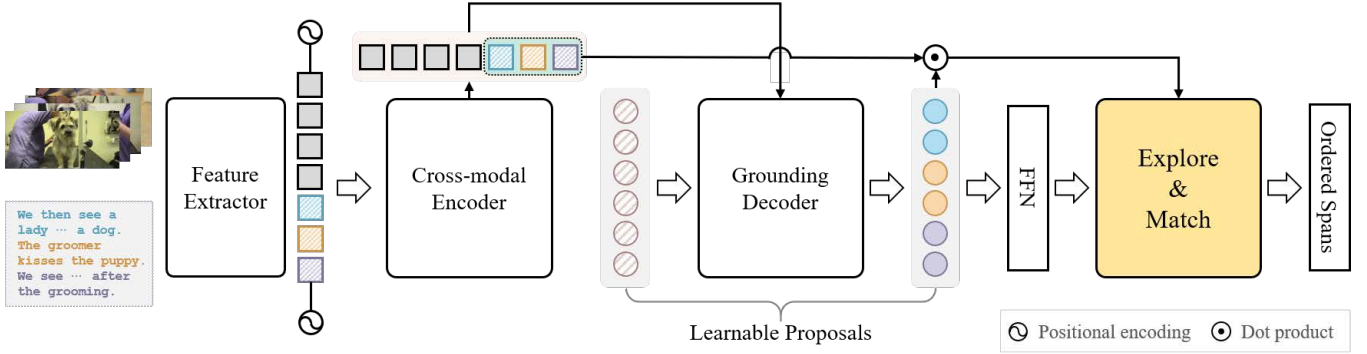 We then see a
lady ... a dog.
The groomer
kisses the puppy.
We see ... after
the grooming.
Feature
Extractor
Cross-modal
Encoder
Grounding
Decoder
Learnable Proposals
FFN
Explore
&
Match
Ordered Spans
Positional encoding
Dot product